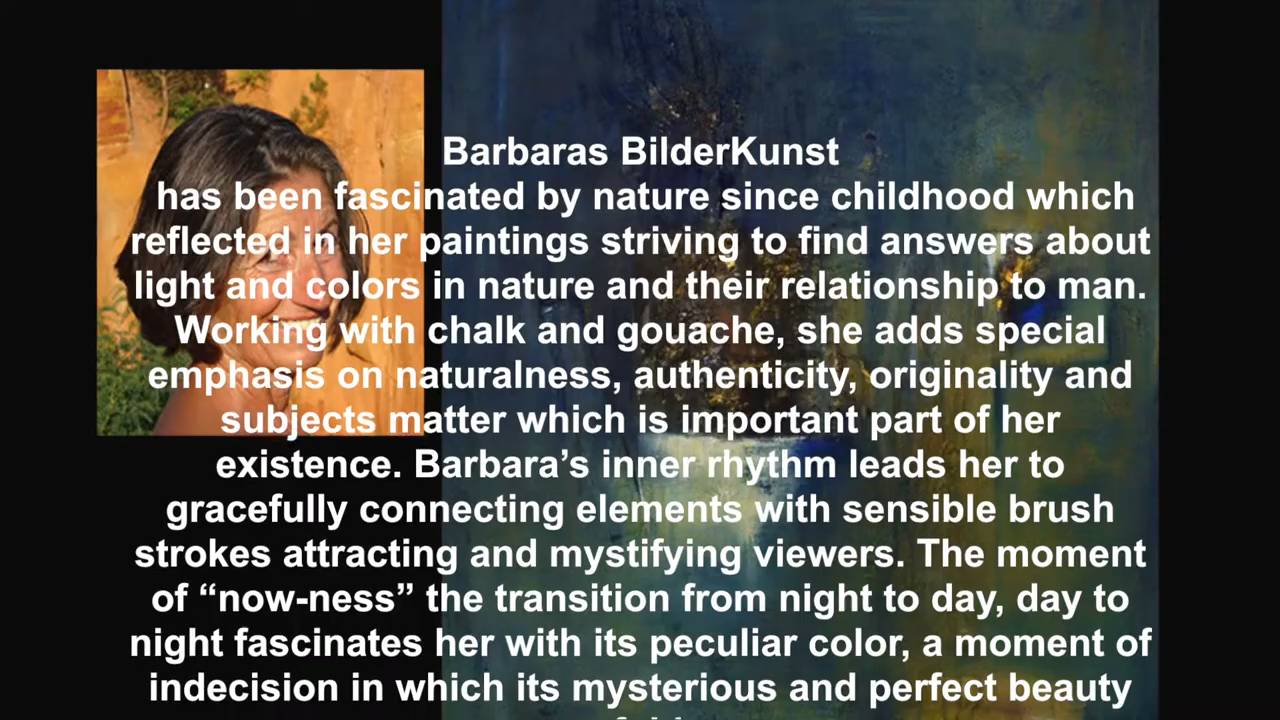 Barbaras BilderKunst
has been fascinated by nature since childhood which
reflected in her paintings striving to find answers about
light and colors in nature and their relationship to man.
Working with chalk and gouache, she adds special
emphasis on naturalness, authenticity, originality and
subjects matter which is important part of her
existence. Barbara’s inner rhythm leads her to
gracefully connecting elements with sensible brush
strokes attracting and mystifying viewers. The moment
of “now-ness” the transition from night to day, day to
night fascinates her with its peculiar color, a moment of
indecision in which its mysterious and perfect beauty